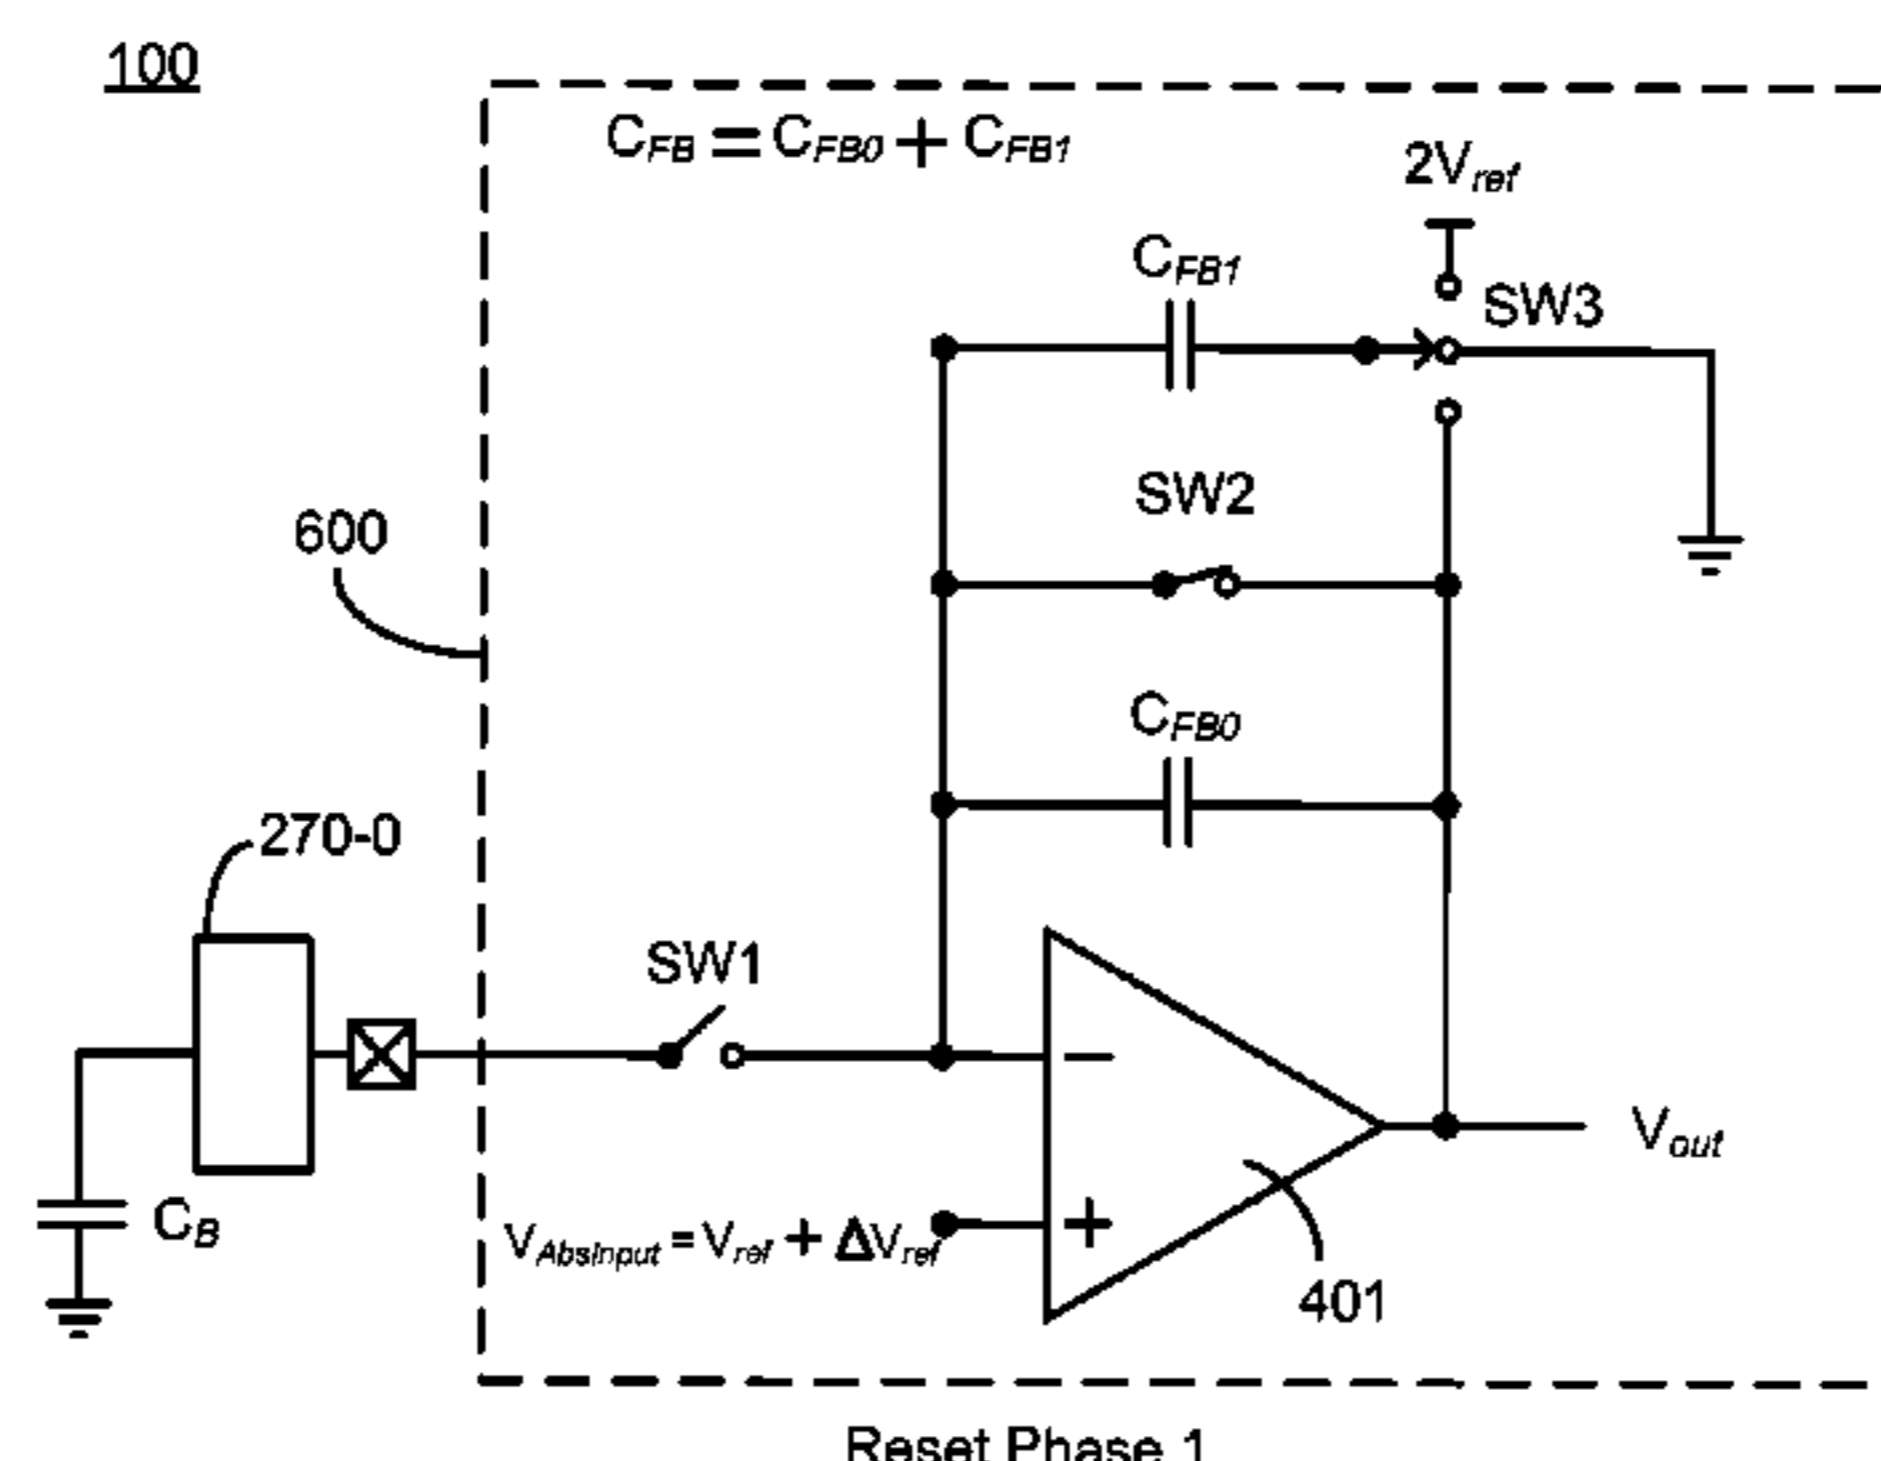 100
C_FB = C_FB0 + C_FB1
2V_ref
C_FB1
SW3
SW2
600
C_FB0
270-0
SW1
−
V_out
C_B
V_AbsInput = V_ref + ΔV_ref
+
401
Reset Phase 1